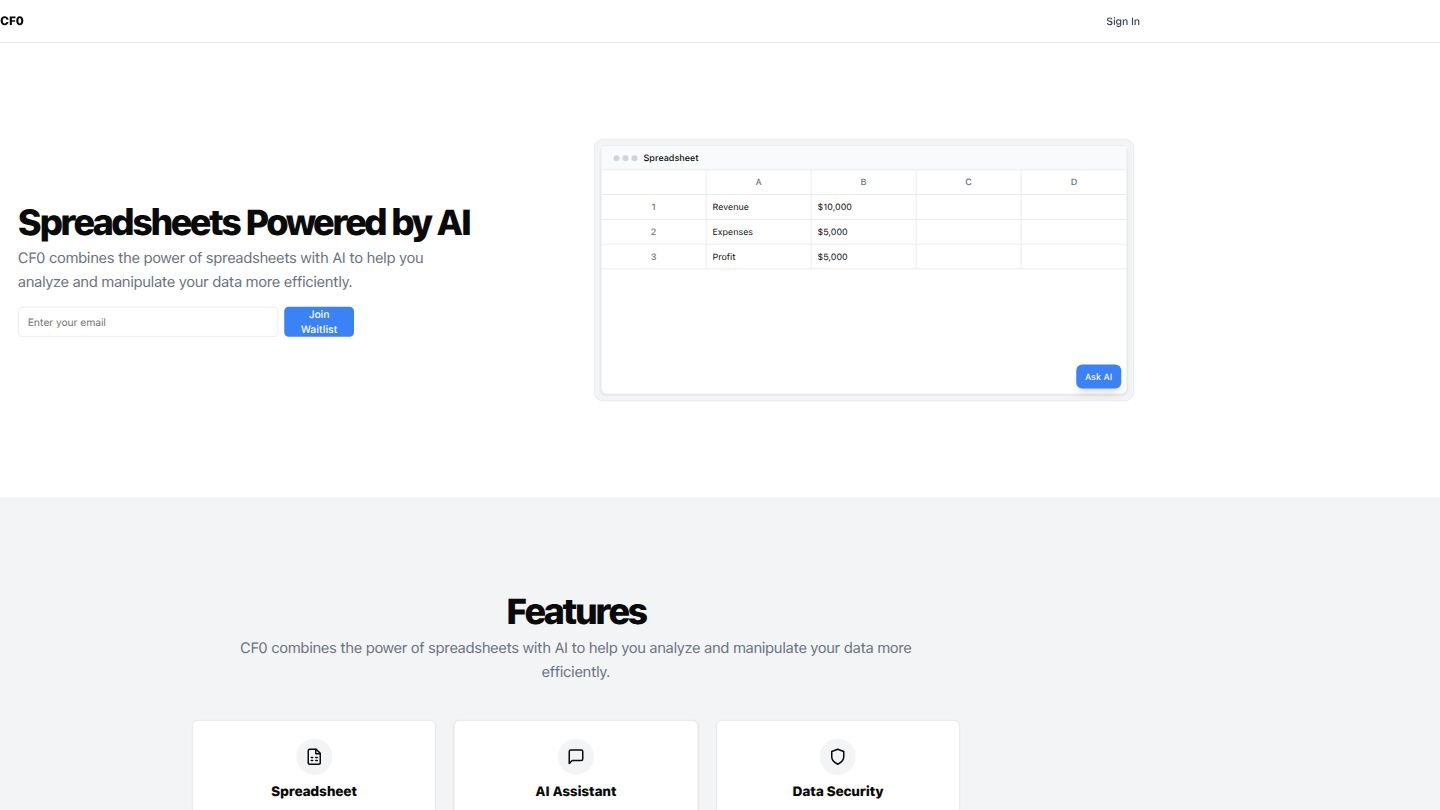 CF0
Sign In
Spreadsheets Powered by AI
CF0 combines the power of spreadsheets with AI to help you
analyze and manipulate your data more efficiently.
Enter your email
Join
Waitlist
Spreadsheet
A B C D
1 Revenue $10,000
2 Expenses $5,000
3 Profit $5,000
Ask AI
Features
CF0 combines the power of spreadsheets with AI to help you analyze and manipulate your data more
efficiently.
Spreadsheet
AI Assistant
Data Security